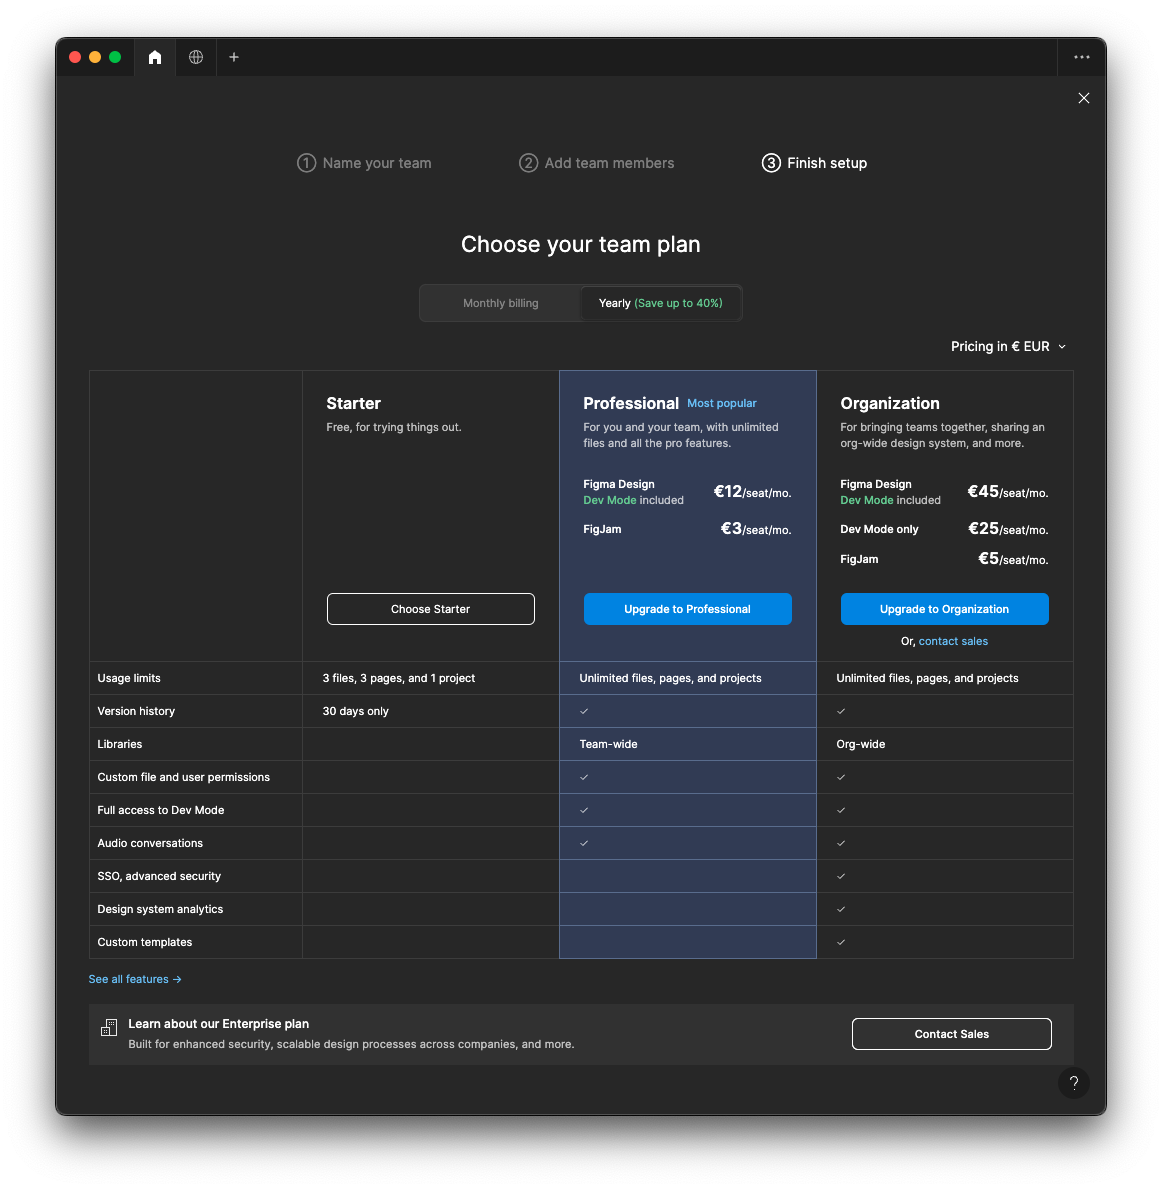 1 Name your team
2 Add team members
3 Finish setup
Choose your team plan
Monthly billing
Yearly (Save up to 40%)
Pricing in € EUR
Starter
Free, for trying things out.
Choose Starter
Professional Most popular
For you and your team, with unlimited
files and all the pro features.
Figma Design
Dev Mode included
€12/seat/mo.
FigJam €3/seat/mo.
Upgrade to Professional
Organization
For bringing teams together, sharing an
org-wide design system, and more.
Figma Design
Dev Mode included
€45/seat/mo.
Dev Mode only €25/seat/mo.
FigJam €5/seat/mo.
Upgrade to Organization
Or, contact sales
Usage limits 3 files, 3 pages, and 1 project Unlimited files, pages, and projects Unlimited files, pages, and projects
Version history 30 days only
Libraries Team-wide Org-wide
Custom file and user permissions
Full access to Dev Mode
Audio conversations
SSO, advanced security
Design system analytics
Custom templates
See all features →
Learn about our Enterprise plan
Built for enhanced security, scalable design processes across companies, and more.
Contact Sales
?